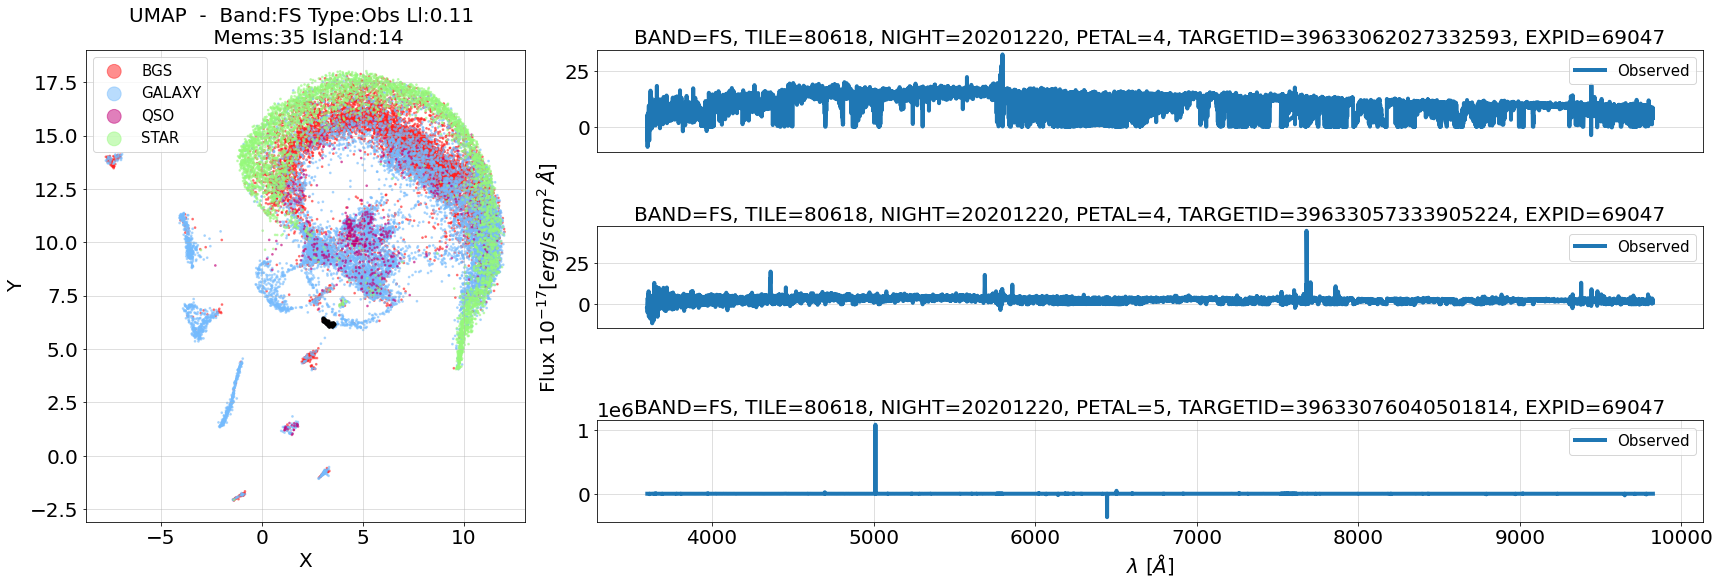 UMAP - Band:FS Type:Obs Ll:0.11
Mems:35 Island:14
BGS
GALAXY
QSO
STAR
17.5
15.0
12.5
10.0
7.5
5.0
2.5
0.0
−2.5
Y
−5
0
5
10
X
BAND=FS, TILE=80618, NIGHT=20201220, PETAL=4, TARGETID=39633062027332593, EXPID=69047
Observed
25
0
BAND=FS, TILE=80618, NIGHT=20201220, PETAL=4, TARGETID=39633057333905224, EXPID=69047
Observed
25
0
Flux 10⁻¹⁷[erg/s cm² Å]
1e6
BAND=FS, TILE=80618, NIGHT=20201220, PETAL=5, TARGETID=39633076040501814, EXPID=69047
Observed
1
0
4000
5000
6000
7000
8000
9000
10000
λ [Å]